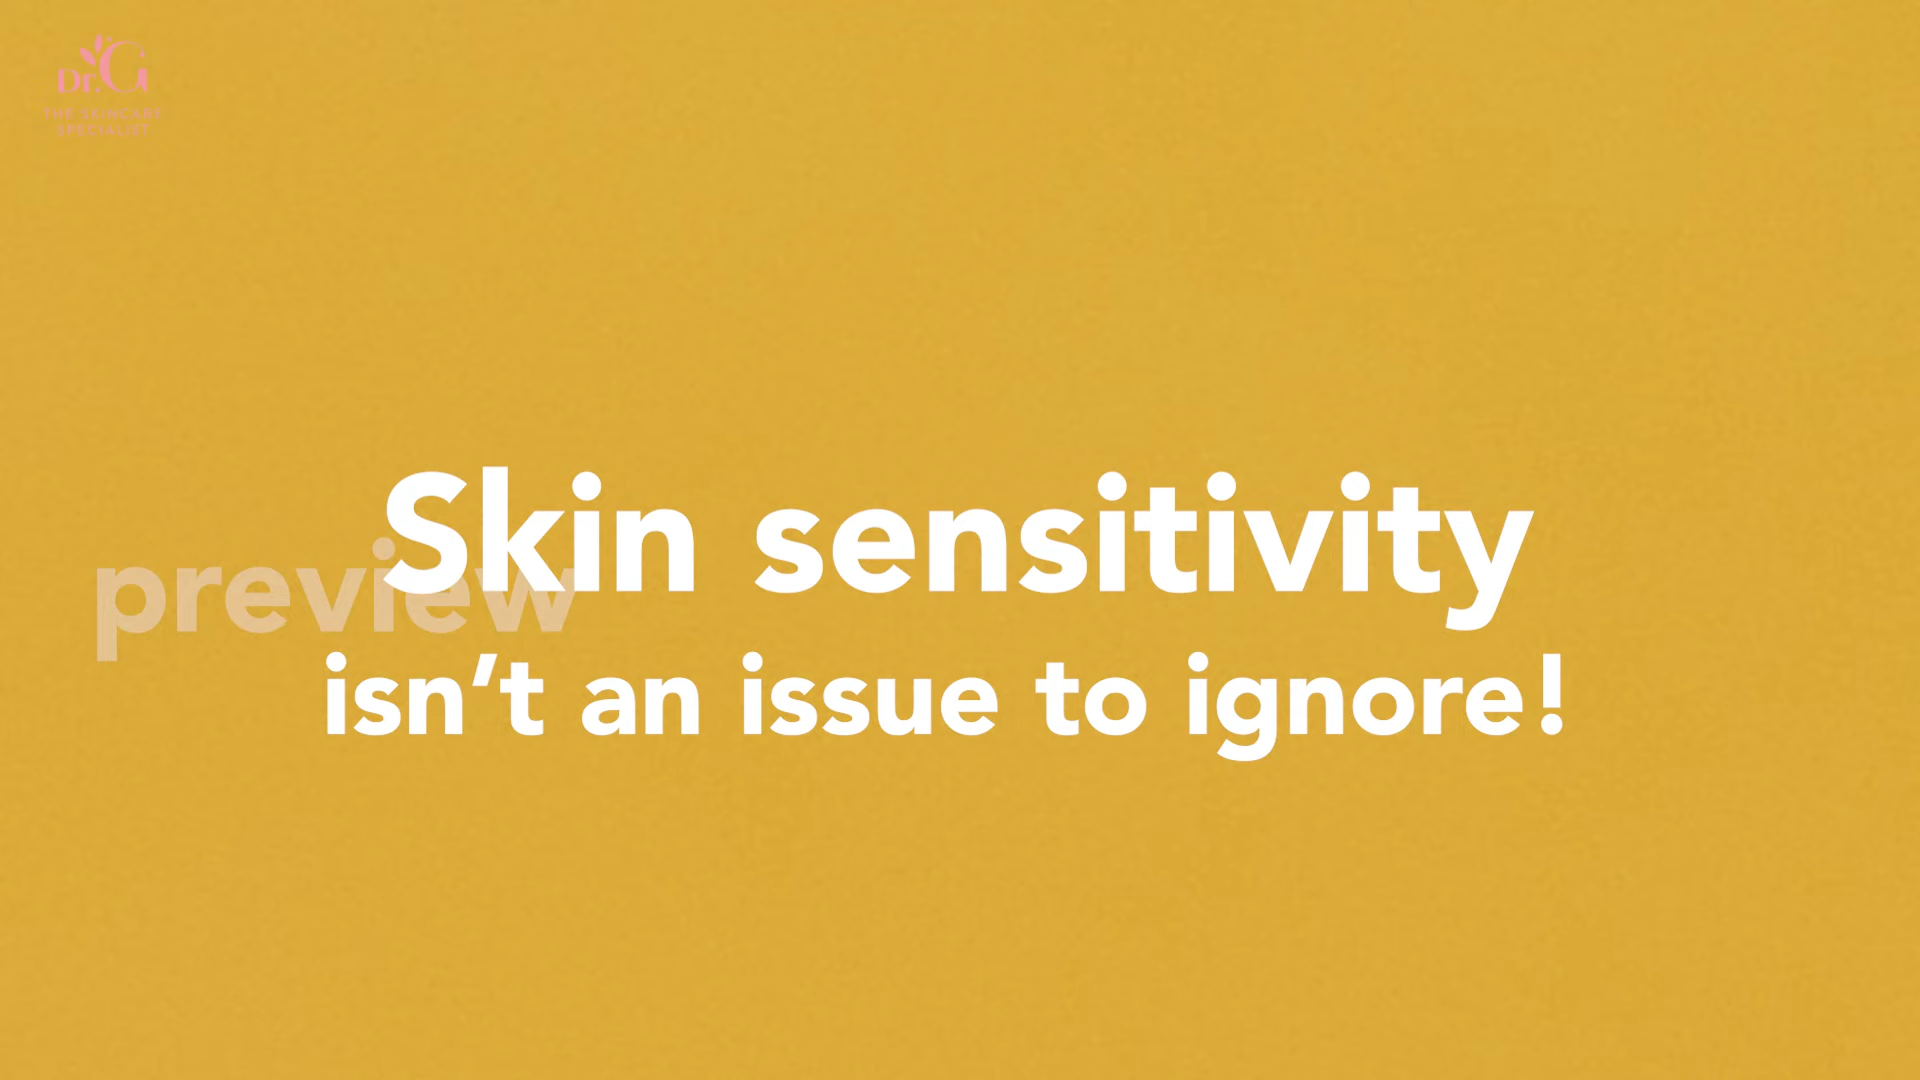 Dr.G
THE SKINCARE
SPECIALIST
Skin sensitivity
preview
isn’t an issue to ignore!